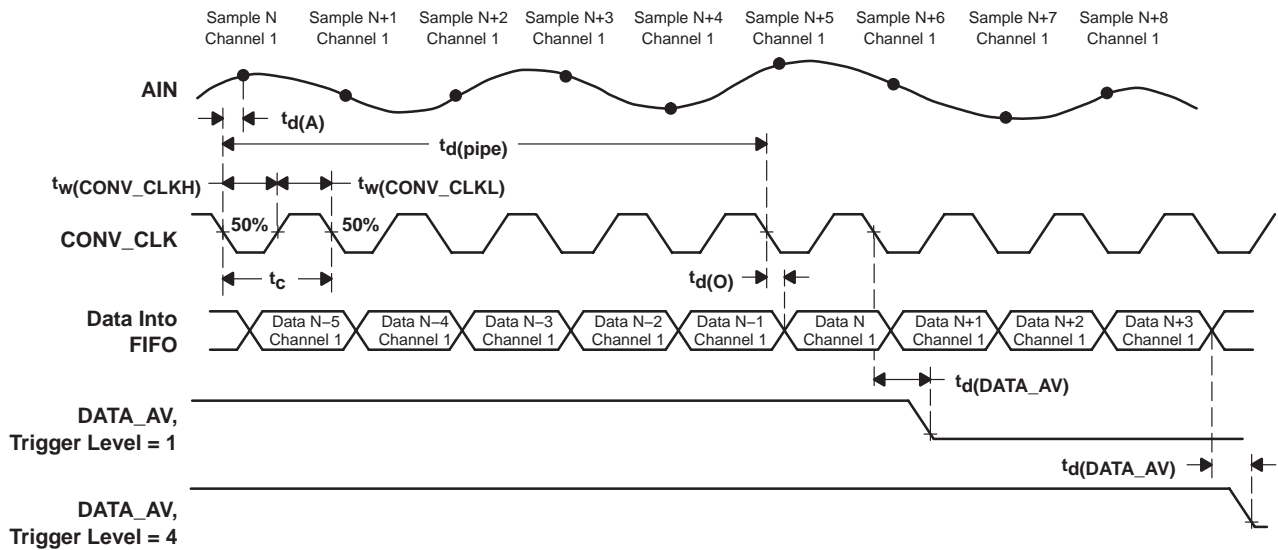 Sample N Sample N+1 Sample N+2 Sample N+3 Sample N+4 Sample N+5 Sample N+6 Sample N+7 Sample N+8
Channel 1 Channel 1 Channel 1 Channel 1 Channel 1 Channel 1 Channel 1 Channel 1 Channel 1
AIN
td(A)
td(pipe)
tw(CONV_CLKH) tw(CONV_CLKL)
50% 50%
CONV_CLK
tc
td(O)
Data Into
FIFO
Data N–5 Data N–4 Data N–3 Data N–2 Data N–1 Data N Data N+1 Data N+2 Data N+3
Channel 1 Channel 1 Channel 1 Channel 1 Channel 1 Channel 1 Channel 1 Channel 1 Channel 1
td(DATA_AV)
DATA_AV,
Trigger Level = 1
td(DATA_AV)
DATA_AV,
Trigger Level = 4